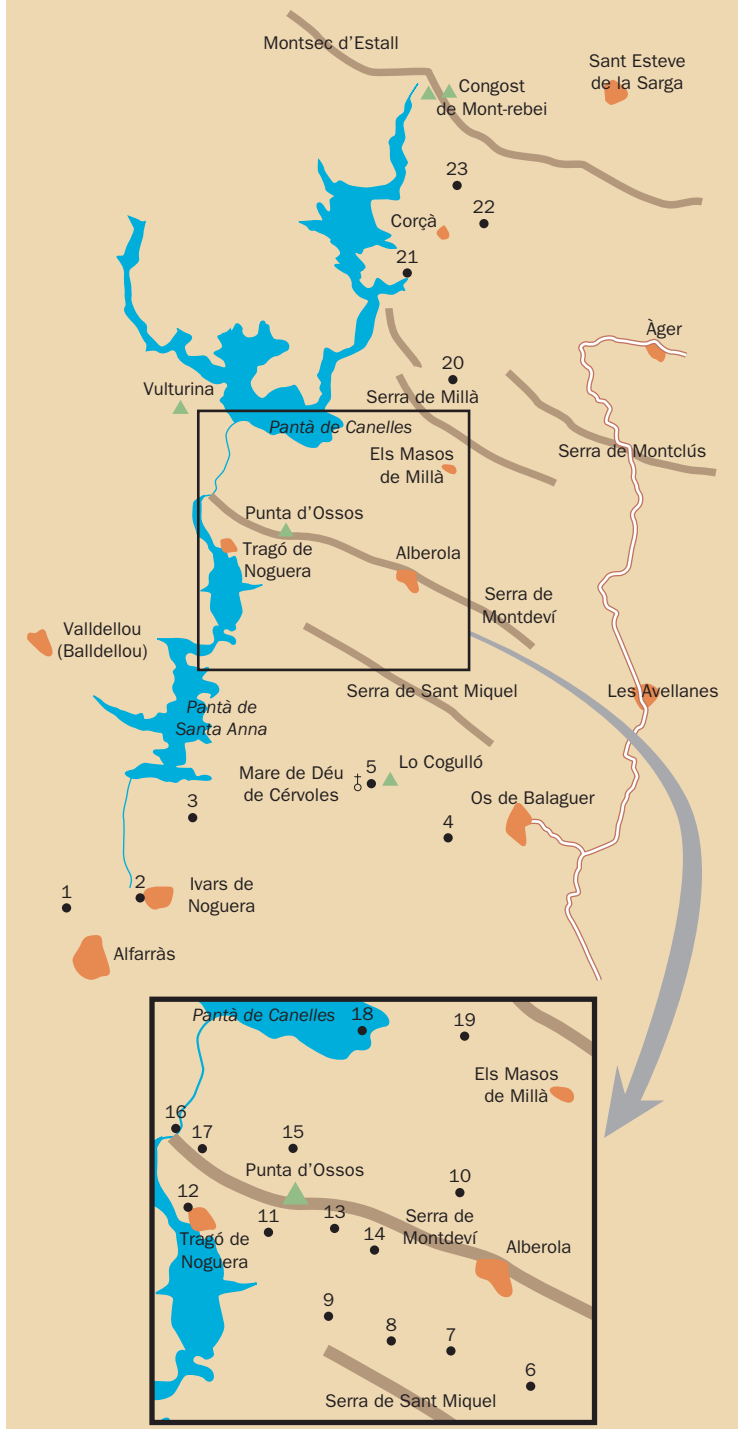 Montsec d'Estall
Sant Esteve
de la Sarga
Congost
de Mont-rebei
23
22
Corçà
21
Àger
20
Vulturina
Serra de Millà
Pantà de Canelles
Serra de Montclús
Els Masos
de Millà
Punta d'Ossos
Tragó de
Noguera
Alberola
Serra de
Montdeví
Valldellou
(Balldellou)
Serra de Sant Miquel
Les Avellanes
Pantà de
Santa Anna
Mare de Déu
de Cérvoles
5
Lo Cogulló
Os de Balaguer
3
4
1
2
Ivars de
Noguera
Alfarràs
Pantà de Canelles
18
19
Els Masos
de Millà
16
17
15
Punta d'Ossos
12
10
11
13
14
Serra de
Montdeví
Tragó de
Noguera
Alberola
9
8
7
6
Serra de Sant Miquel